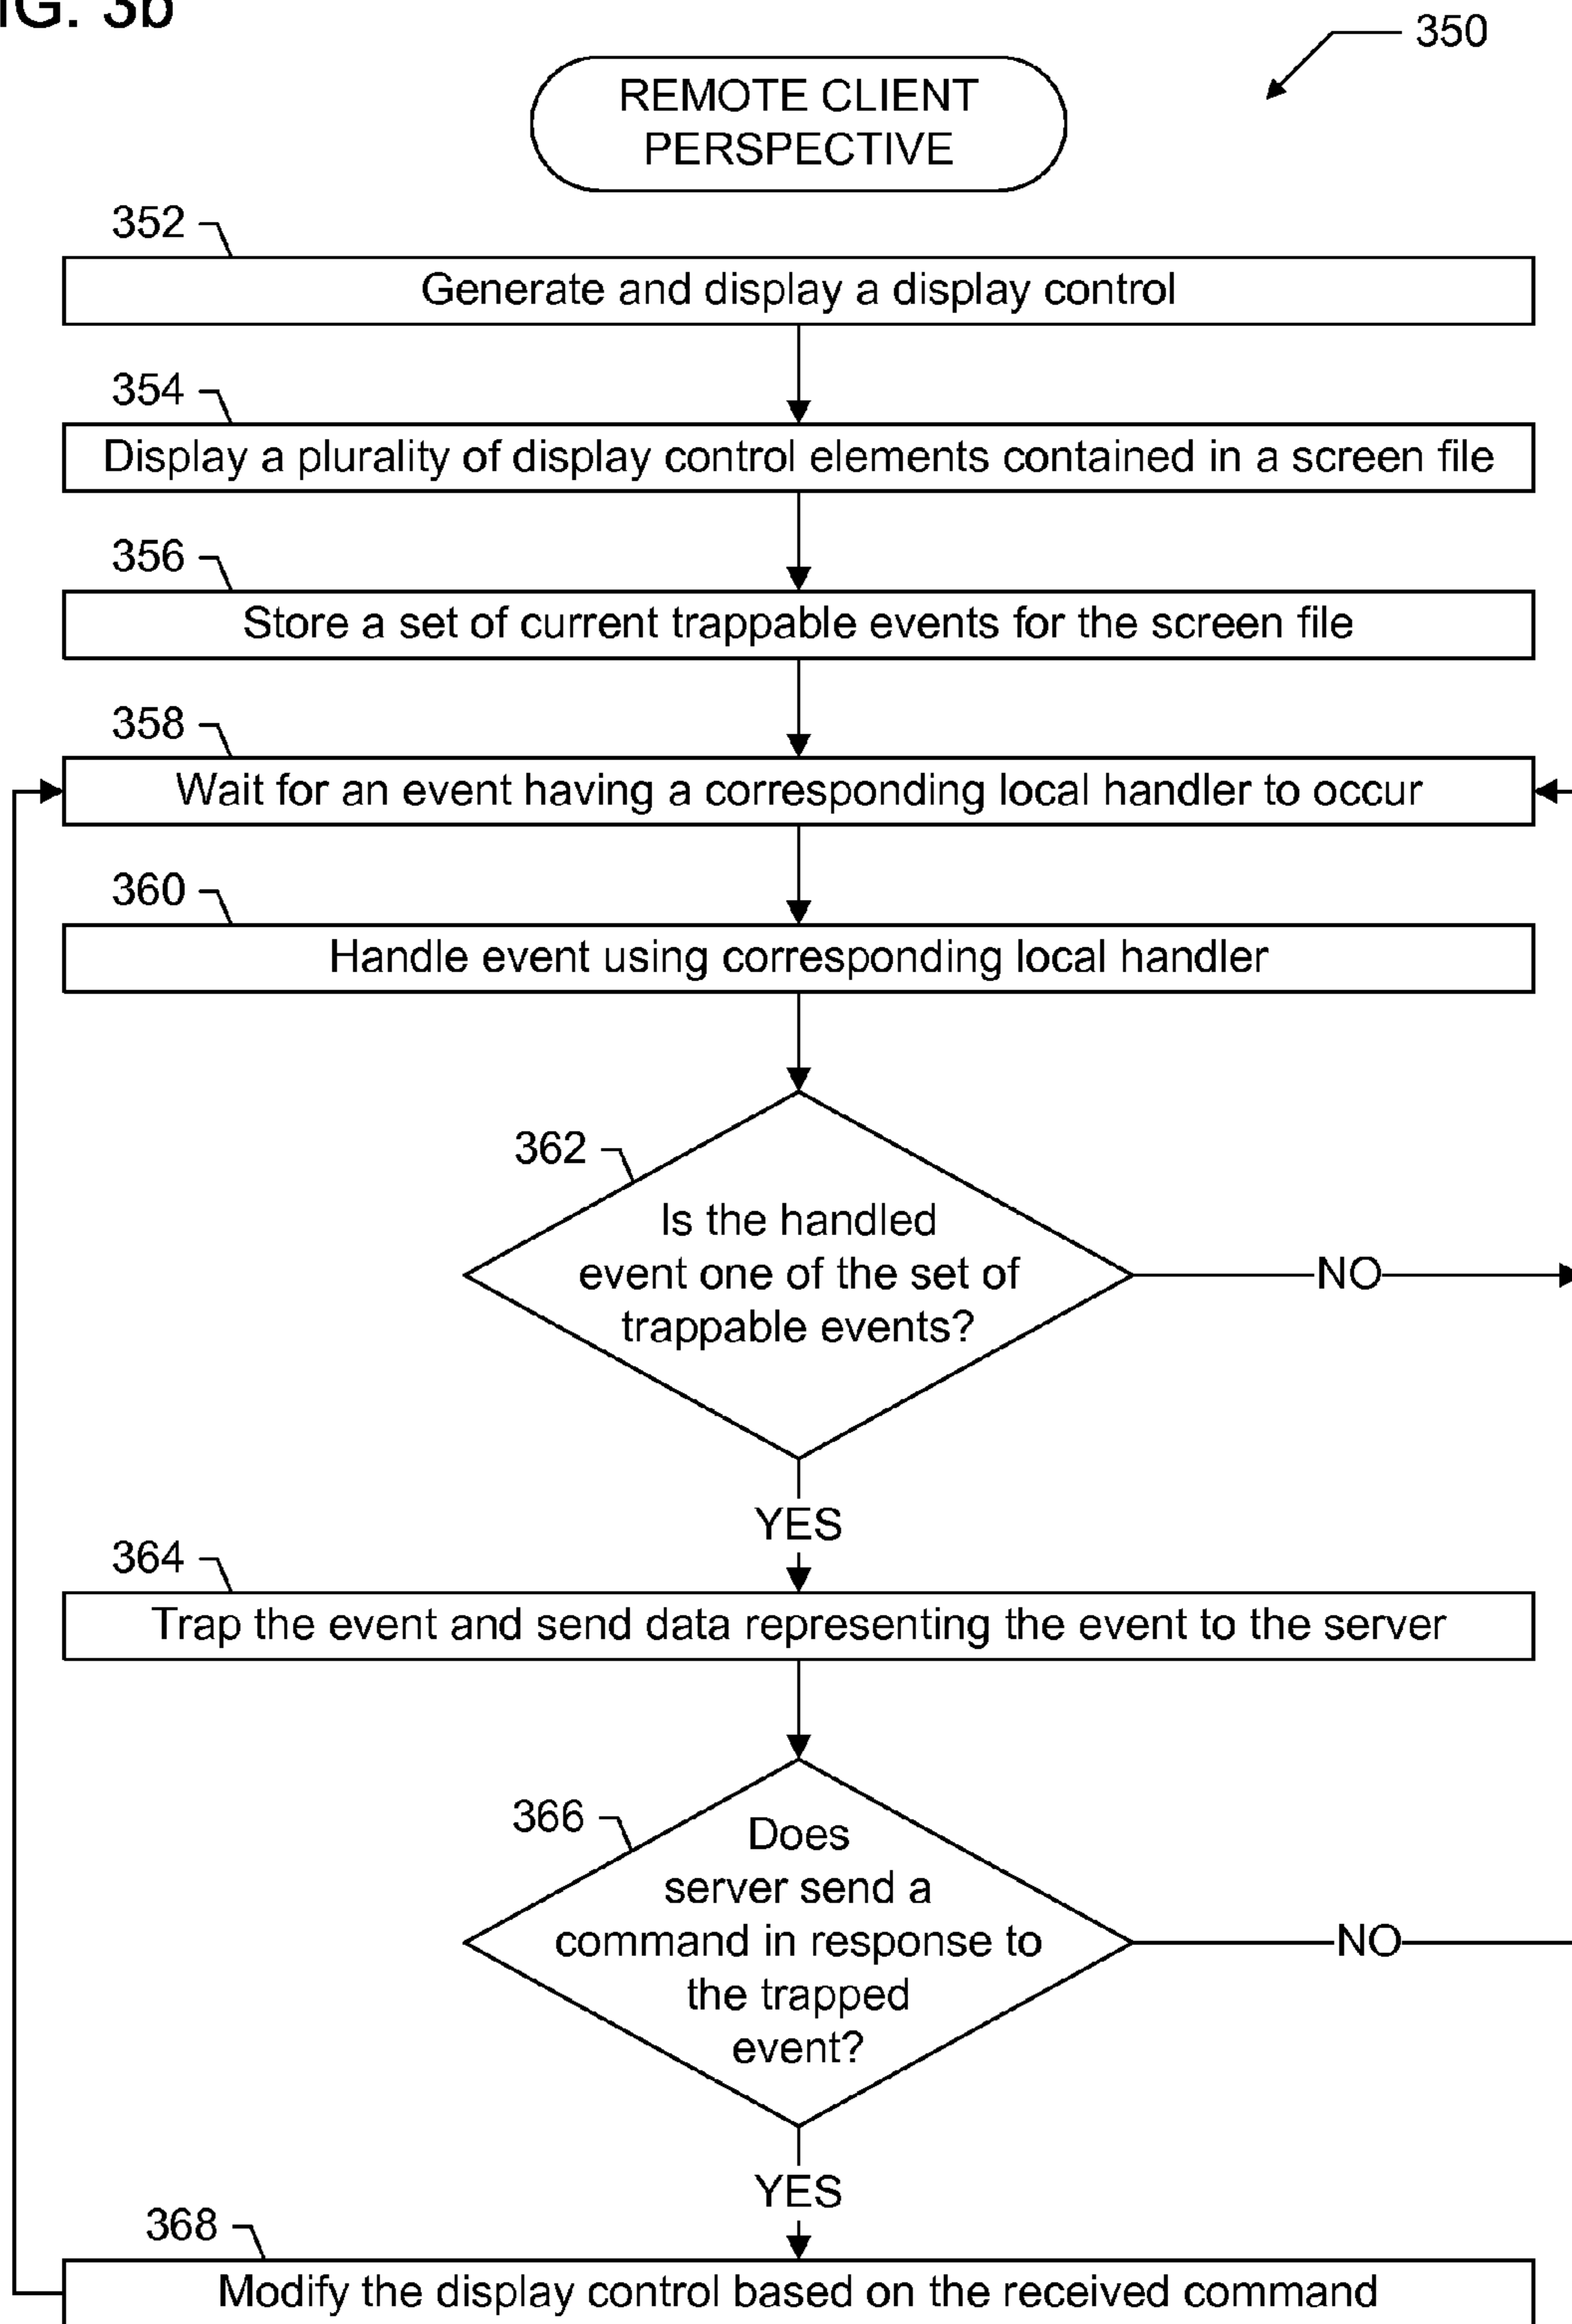 IG. 3b
350
REMOTE CLIENT
PERSPECTIVE
352
Generate and display a display control
354
Display a plurality of display control elements contained in a screen file
356
Store a set of current trappable events for the screen file
358
Wait for an event having a corresponding local handler to occur
360
Handle event using corresponding local handler
362
Is the handled
event one of the set of
trappable events?
NO
YES
364
Trap the event and send data representing the event to the server
366
Does
server send a
command in response to
the trapped
event?
NO
YES
368
Modify the display control based on the received command